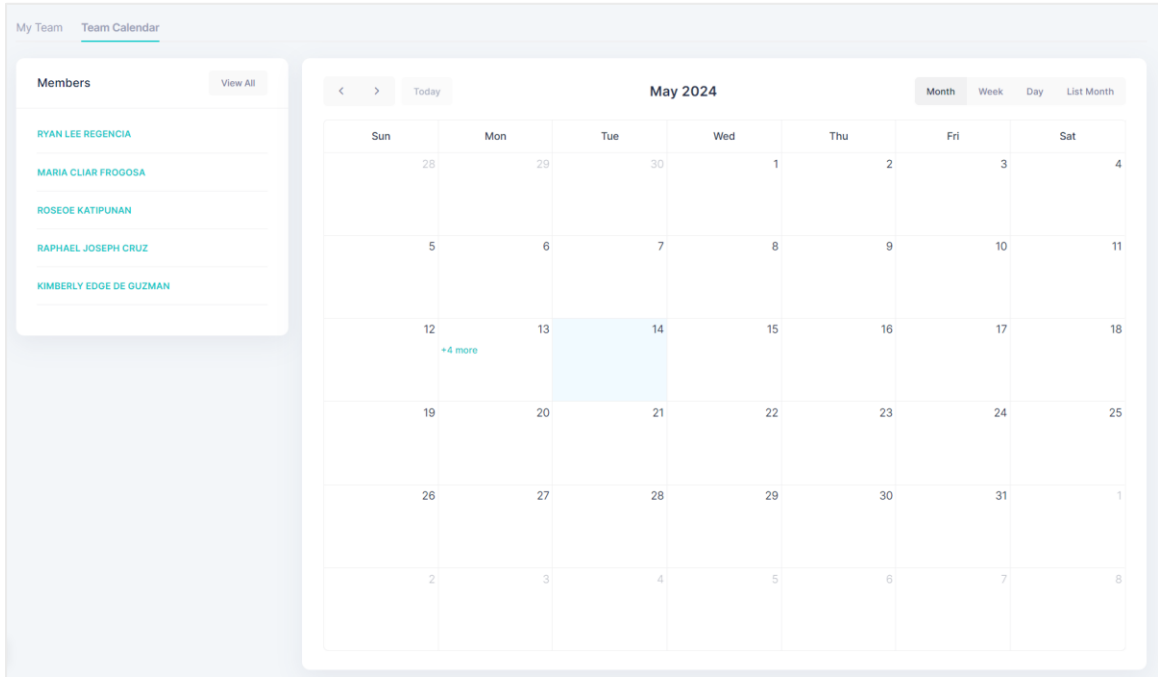 My Team Team Calendar
Members View All
RYAN LEE REGENCIA
MARIA CLIAR FROGOSA
ROSEOE KATIPUNAN
RAPHAEL JOSEPH CRUZ
KIMBERLY EDGE DE GUZMAN
< > Today May 2024 Month Week Day List Month
Sun Mon Tue Wed Thu Fri Sat
28 29 30 1 2 3 4
5 6 7 8 9 10 11
12 13 14 15 16 17 18
+4 more
19 20 21 22 23 24 25
26 27 28 29 30 31 1
2 3 4 5 6 7 8